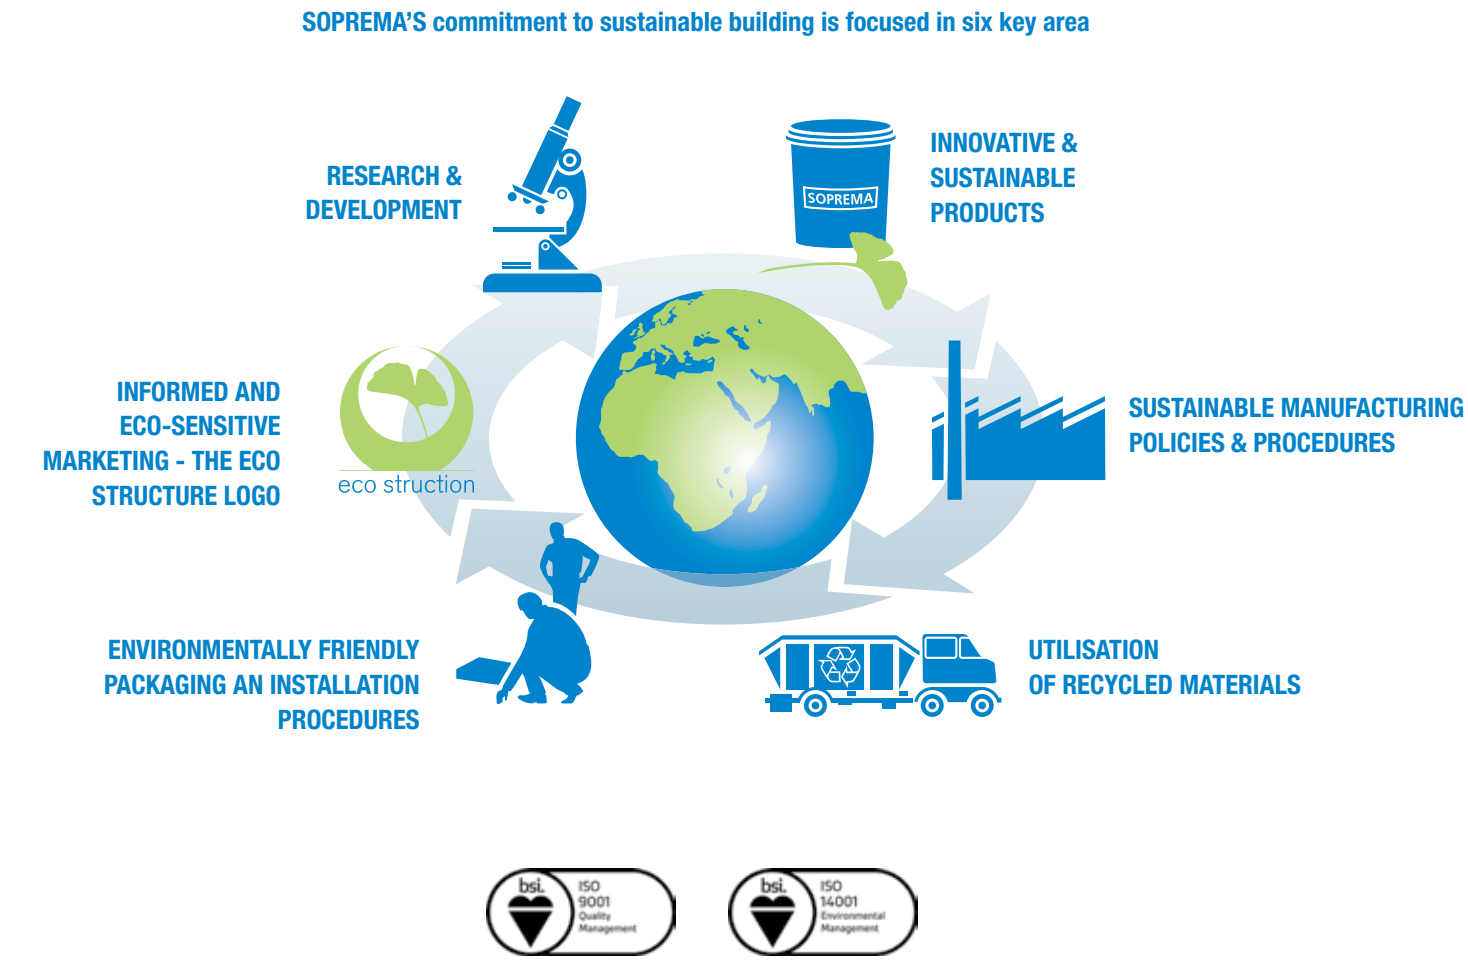 SOPREMA'S commitment to sustainable building is focused in six key area
RESEARCH &
DEVELOPMENT
SOPREMA
INNOVATIVE &
SUSTAINABLE
PRODUCTS
INFORMED AND
ECO-SENSITIVE
MARKETING - THE ECO
STRUCTURE LOGO
eco struction
SUSTAINABLE MANUFACTURING
POLICIES & PROCEDURES
ENVIRONMENTALLY FRIENDLY
PACKAGING AN INSTALLATION
PROCEDURES
UTILISATION
OF RECYCLED MATERIALS
bsi.
ISO
9001
Quality
Management
bsi.
ISO
14001
Environmental
Management